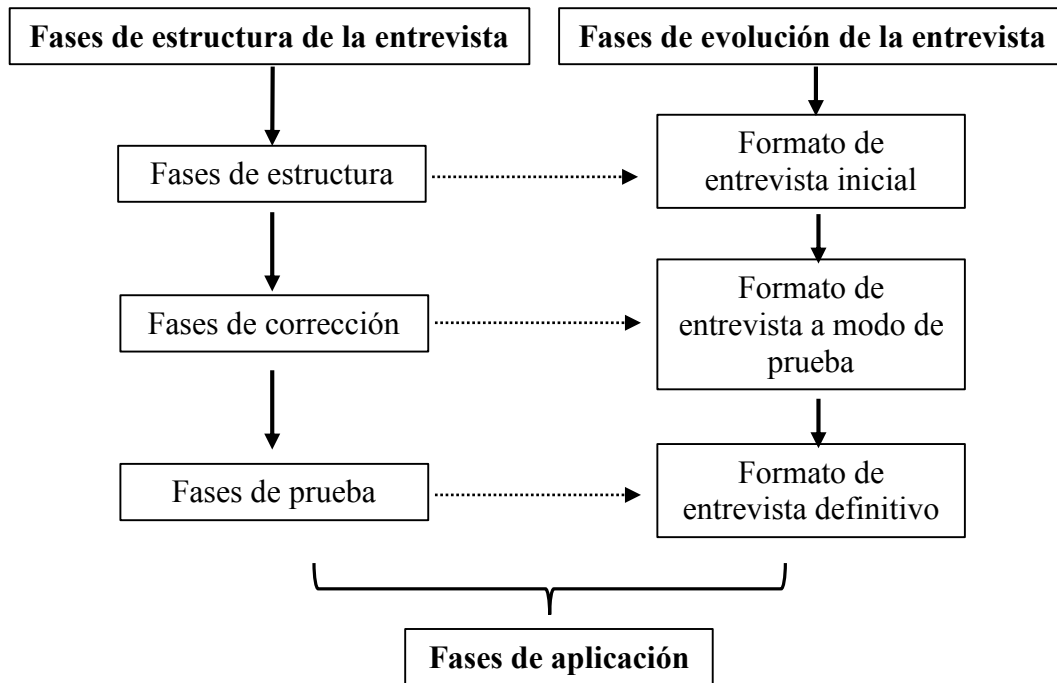 Fases de estructura de la entrevista
Fases de evolución de la entrevista
Fases de estructura
Formato de
entrevista inicial
Fases de corrección
Formato de
entrevista a modo de
prueba
Fases de prueba
Formato de
entrevista definitivo
Fases de aplicación